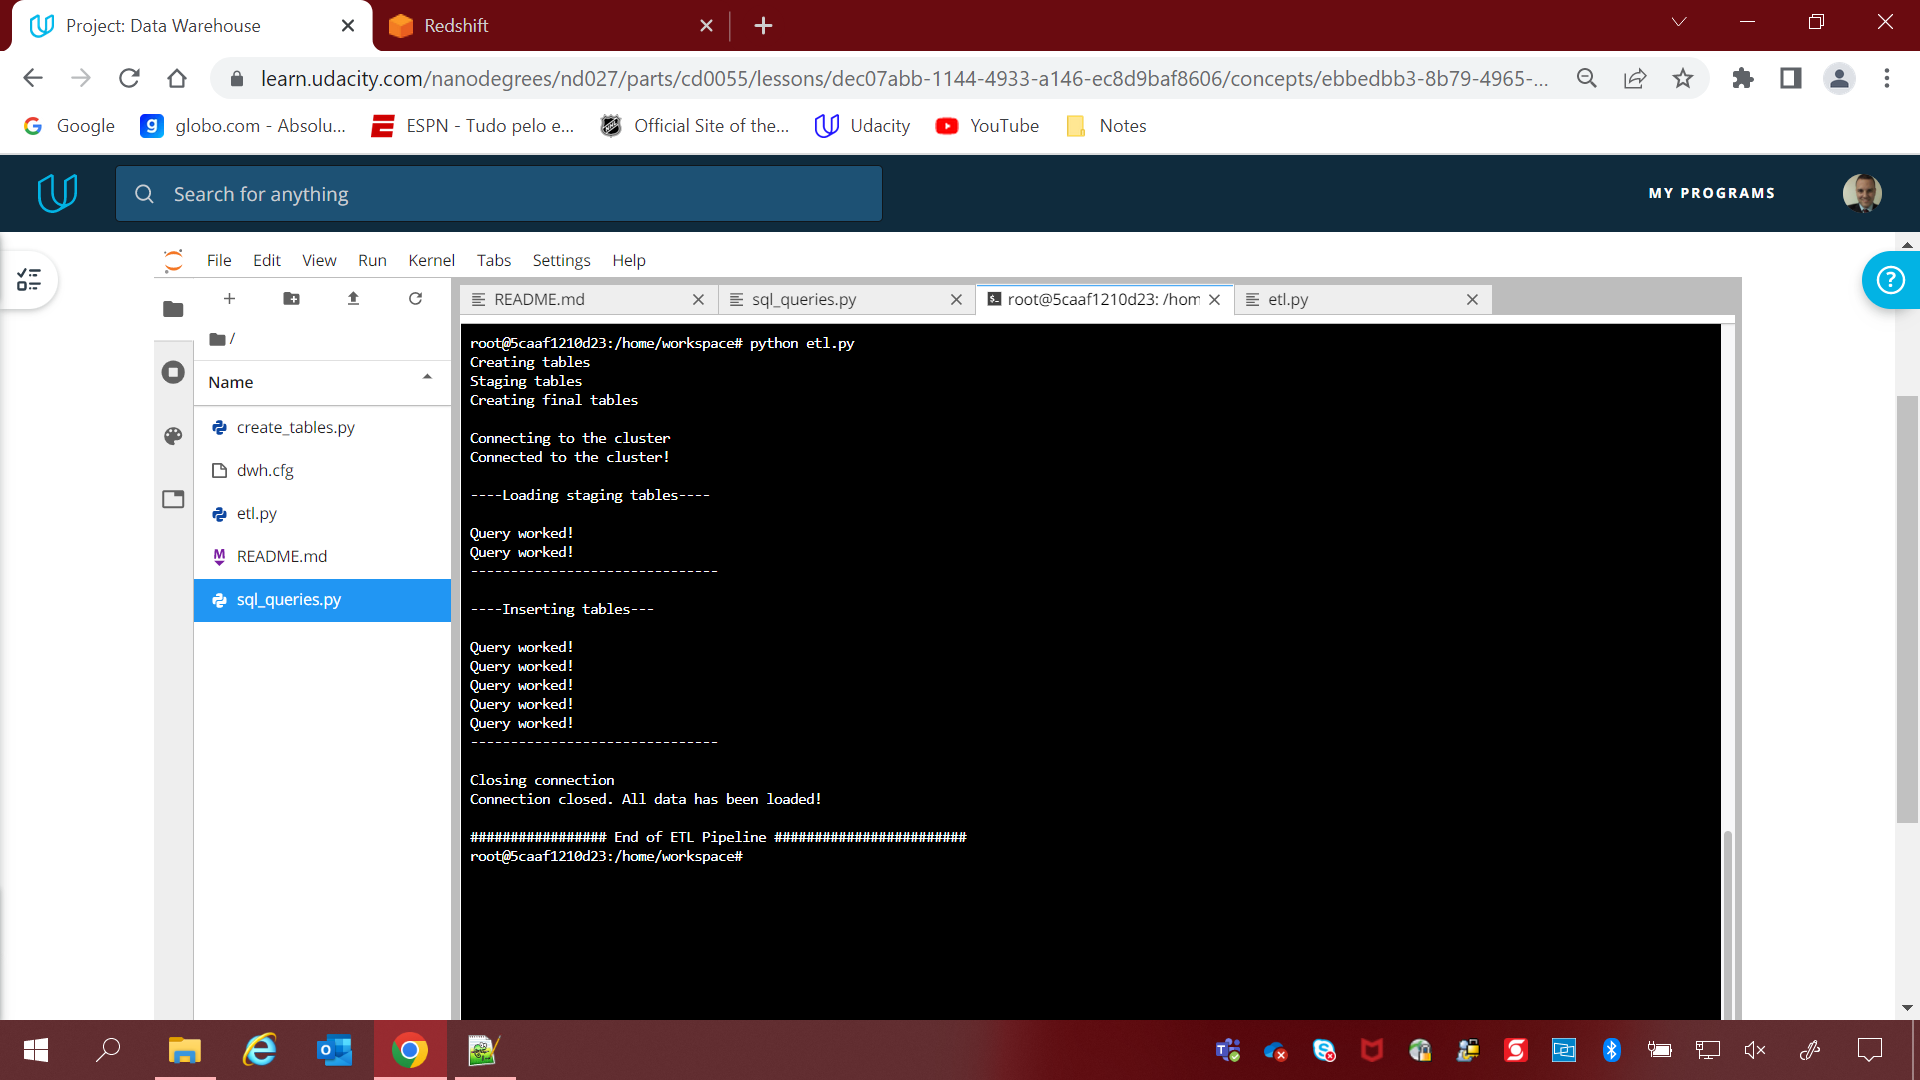 Project: Data Warehouse
Redshift
learn.udacity.com/nanodegrees/nd027/parts/cd0055/lessons/dec07abb-1144-4933-a146-ec8d9baf8606/concepts/ebbedbb3-8b79-4965-...
Google
globo.com - Absolu...
ESPN - Tudo pelo e...
Official Site of the...
Udacity
YouTube
Notes
Search for anything
MY PROGRAMS
File Edit View Run Kernel Tabs Settings Help
README.md
sql_queries.py
root@5caaf1210d23: /hom
etl.py
/
Name
create_tables.py
dwh.cfg
etl.py
README.md
sql_queries.py
root@5caaf1210d23:/home/workspace# python etl.py
Creating tables
Staging tables
Creating final tables
Connecting to the cluster
Connected to the cluster!
----Loading staging tables----
Query worked!
Query worked!
-------------------------------
----Inserting tables---
Query worked!
Query worked!
Query worked!
Query worked!
Query worked!
-------------------------------
Closing connection
Connection closed. All data has been loaded!
################# End of ETL Pipeline ########################
root@5caaf1210d23:/home/workspace#